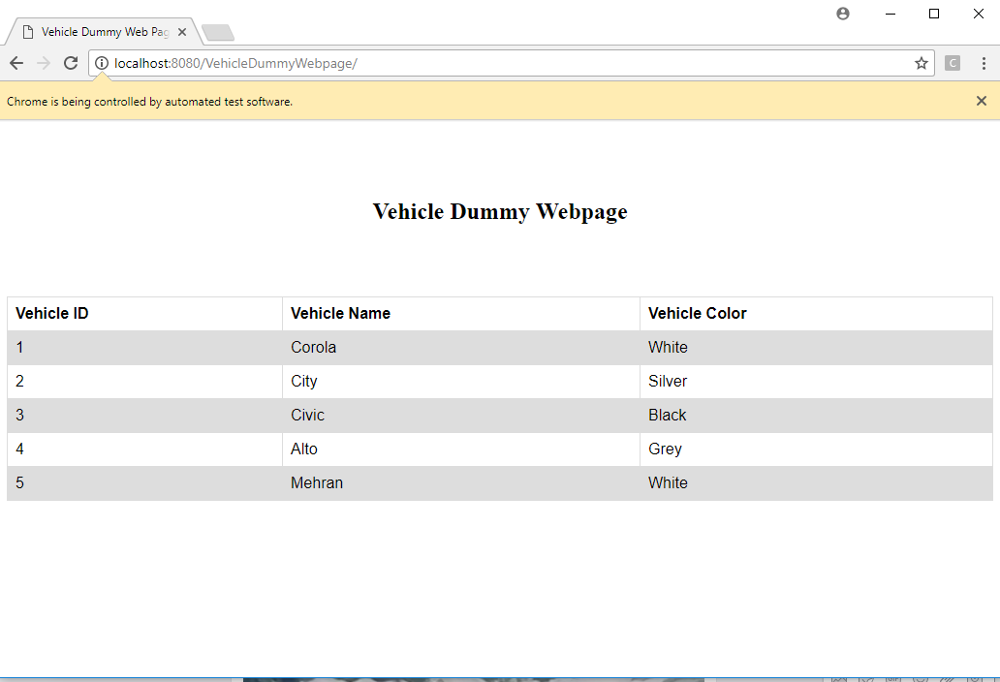 Vehicle Dummy Web Pag
localhost:8080/VehicleDummyWebpage/
C
Chrome is being controlled by automated test software.
Vehicle Dummy Webpage
Vehicle ID Vehicle Name Vehicle Color
1 Corola White
2 City Silver
3 Civic Black
4 Alto Grey
5 Mehran White